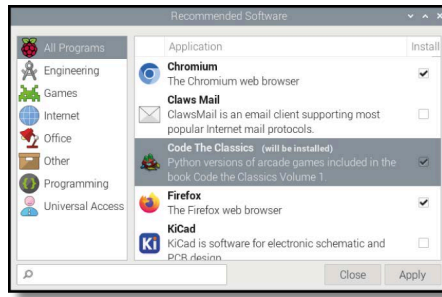 Recommended Software
All Programs
Engineering
Games
Internet
Office
Other
Programming
Universal Access
Application
Install
Chromium
The Chromium web browser
Claws Mail
ClawsMail is an email client supporting most
popular Internet mail protocols.
Code The Classics (will be installed)
Python versions of arcade games included in the
book Code the Classics Volume 1.
Firefox
The Firefox web browser
Ki
KiCad
KiCad is software for electronic schematic and
PCB design
Close
Apply